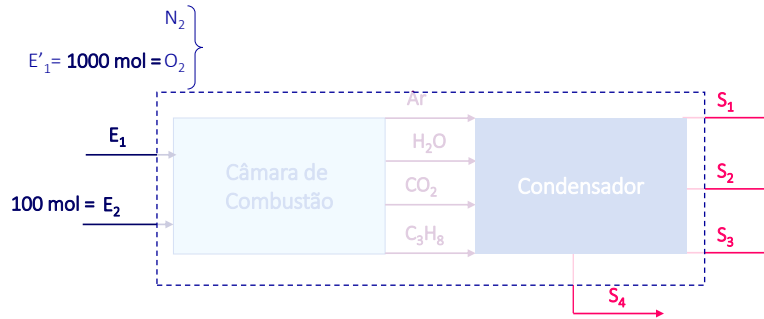 N₂
E'₁= 1000 mol = O₂
Ar
S₁
E₁
H₂O
Câmara de
Combustão
CO₂
Condensador
S₂
100 mol = E₂
C₃H₈
S₃
S₄